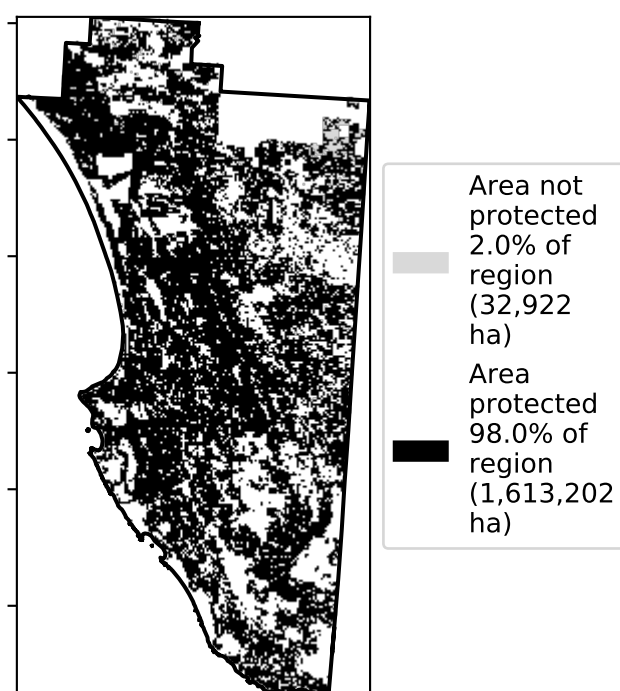 Area not
protected
2.0% of
region
(32,922
ha)
Area
protected
98.0% of
region
(1,613,202
ha)